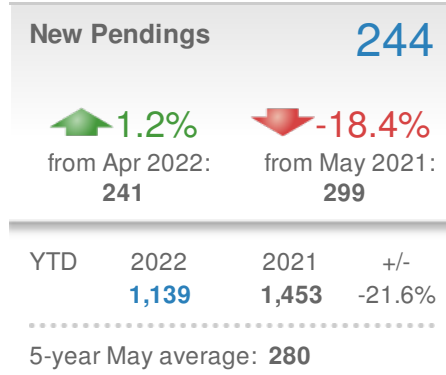 New Pendings 244
1.2% -18.4%
from Apr 2022: from May 2021:
241 299
YTD 2022 2021 +/-
1,139 1,453 -21.6%
5-year May average: 280